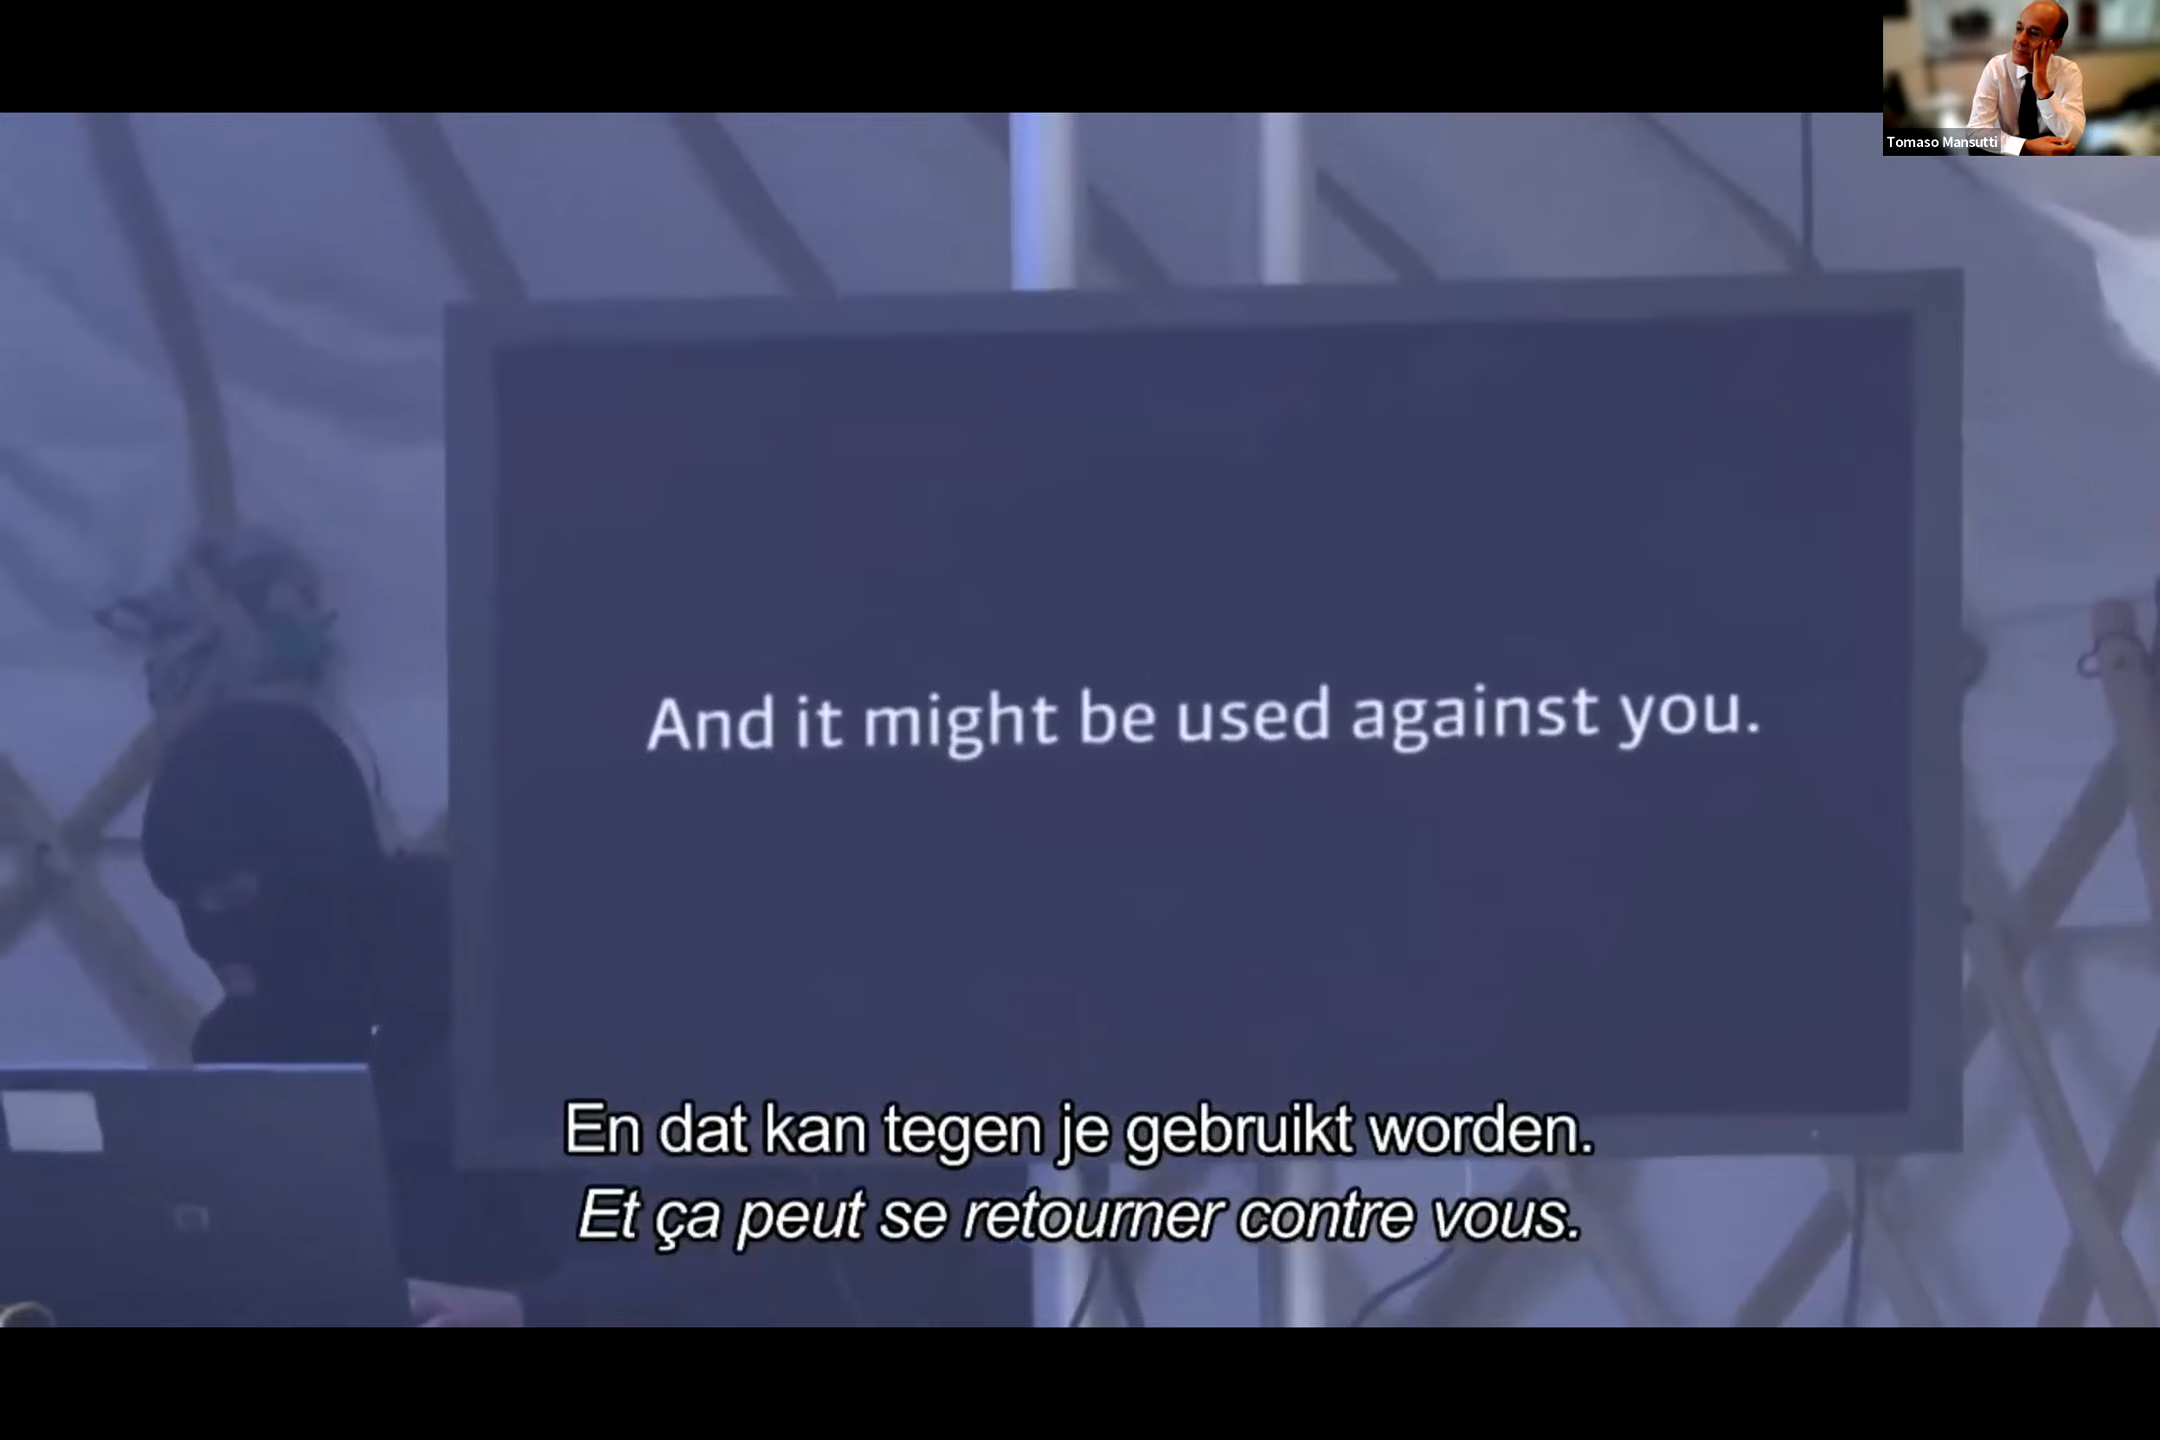 Tomaso Mansutti
And it might be used against you.
En dat kan tegen je gebruikt worden.
Et ça peut se retourner contre vous.